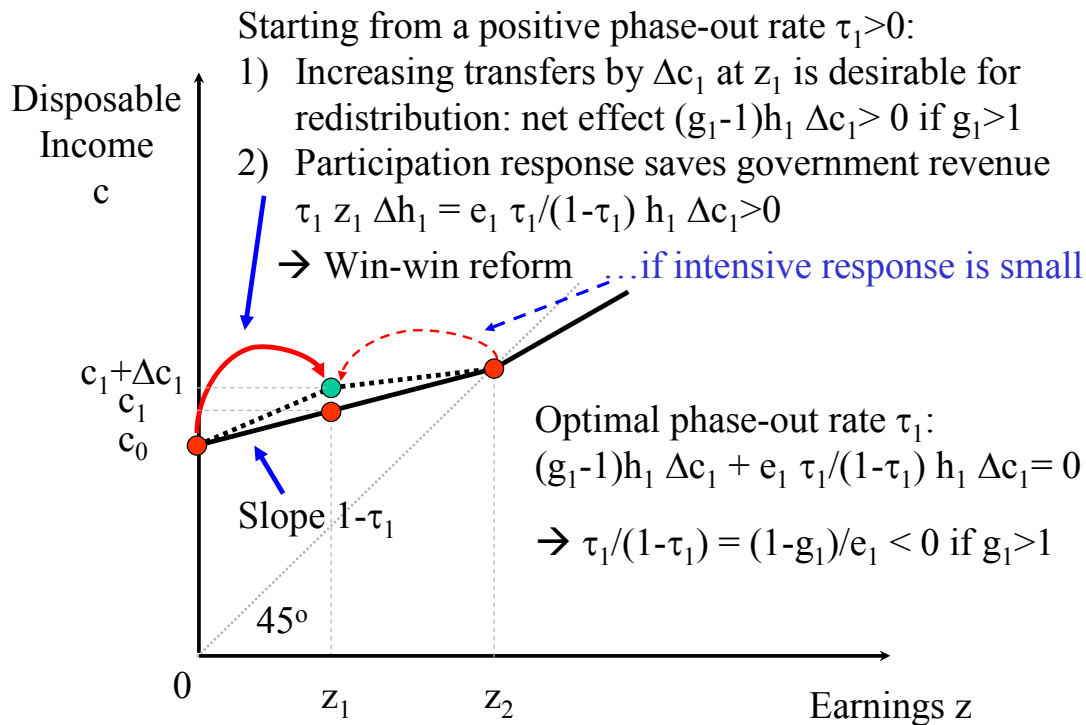 Starting from a positive phase-out rate τ₁>0:
1) Increasing transfers by Δc₁ at z₁ is desirable for
redistribution: net effect (g₁-1)h₁ Δc₁> 0 if g₁>1
2) Participation response saves government revenue
τ₁ z₁ Δh₁ = e₁ τ₁/(1-τ₁) h₁ Δc₁>0
→ Win-win reform …if intensive response is small
Disposable
Income
c
c₁+Δc₁
c₁
c₀
Slope 1-τ₁
Optimal phase-out rate τ₁:
(g₁-1)h₁ Δc₁ + e₁ τ₁/(1-τ₁) h₁ Δc₁= 0
→ τ₁/(1-τ₁) = (1-g₁)/e₁ < 0 if g₁>1
45º
0
z₁
z₂
Earnings z